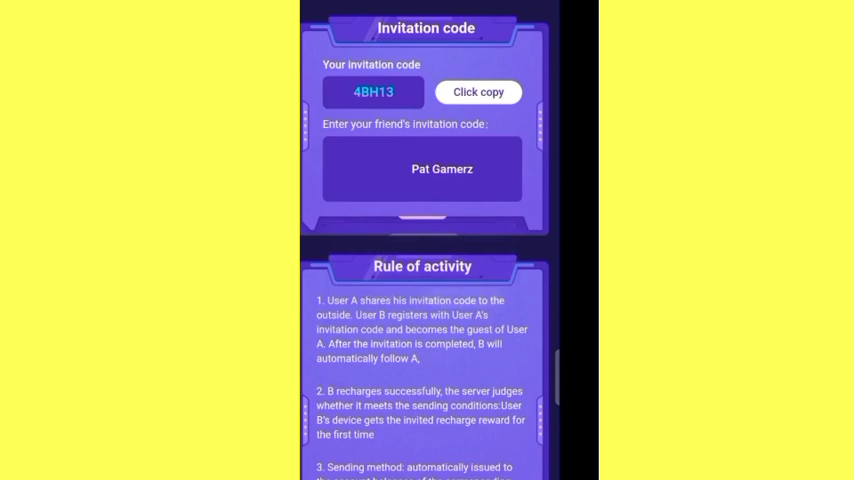 Invitation code
Your invitation code
4BH13
Click copy
Enter your friend's invitation code:
Pat Gamerz
Rule of activity
1. User A shares his invitation code to the
outside. User B registers with User A's
invitation code and becomes the guest of User
A. After the invitation is completed, B will
automatically follow A,
2. B recharges successfully, the server judges
whether it meets the sending conditions:User
B's device gets the invited recharge reward for
the first time
3. Sending method: automatically issued to